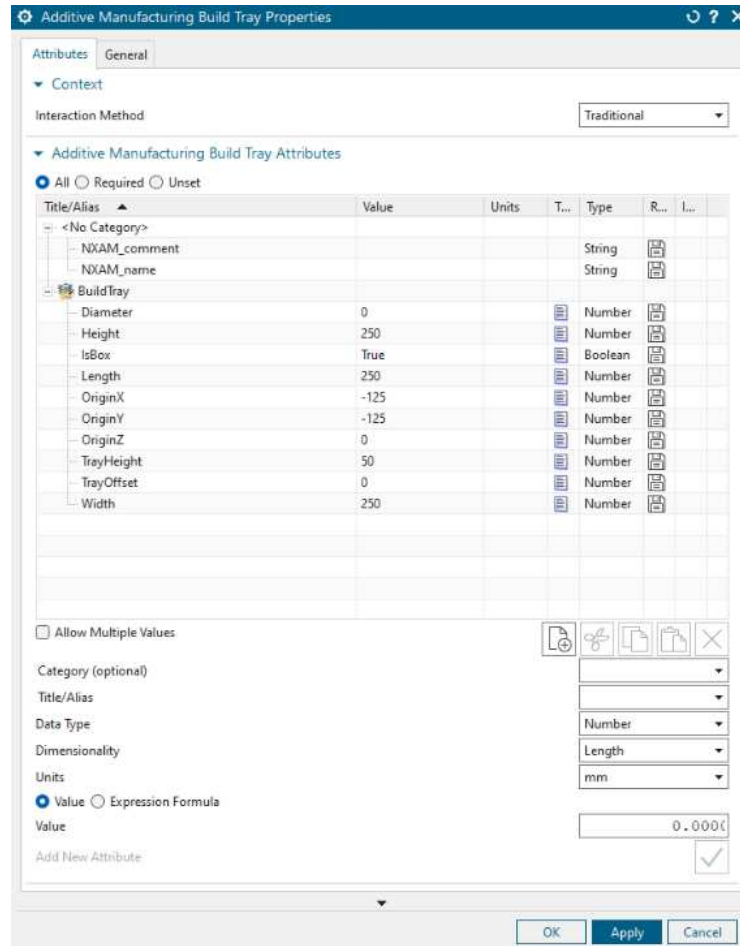 Additive Manufacturing Build Tray Properties
Attributes General
Context
Interaction Method Traditional
Additive Manufacturing Build Tray Attributes
All Required Unset
Title/Alias Value Units T... Type R... I...
<No Category>
NXAM_comment String
NXAM_name String
BuildTray
Diameter 0 Number
Height 250 Number
IsBox True Boolean
Length 250 Number
OriginX -125 Number
OriginY -125 Number
OriginZ 0 Number
TrayHeight 50 Number
TrayOffset 0 Number
Width 250 Number
Allow Multiple Values
Category (optional)
Title/Alias
Data Type Number
Dimensionality Length
Units mm
Value Expression Formula
Value 0.000
Add New Attribute
OK Apply Cancel